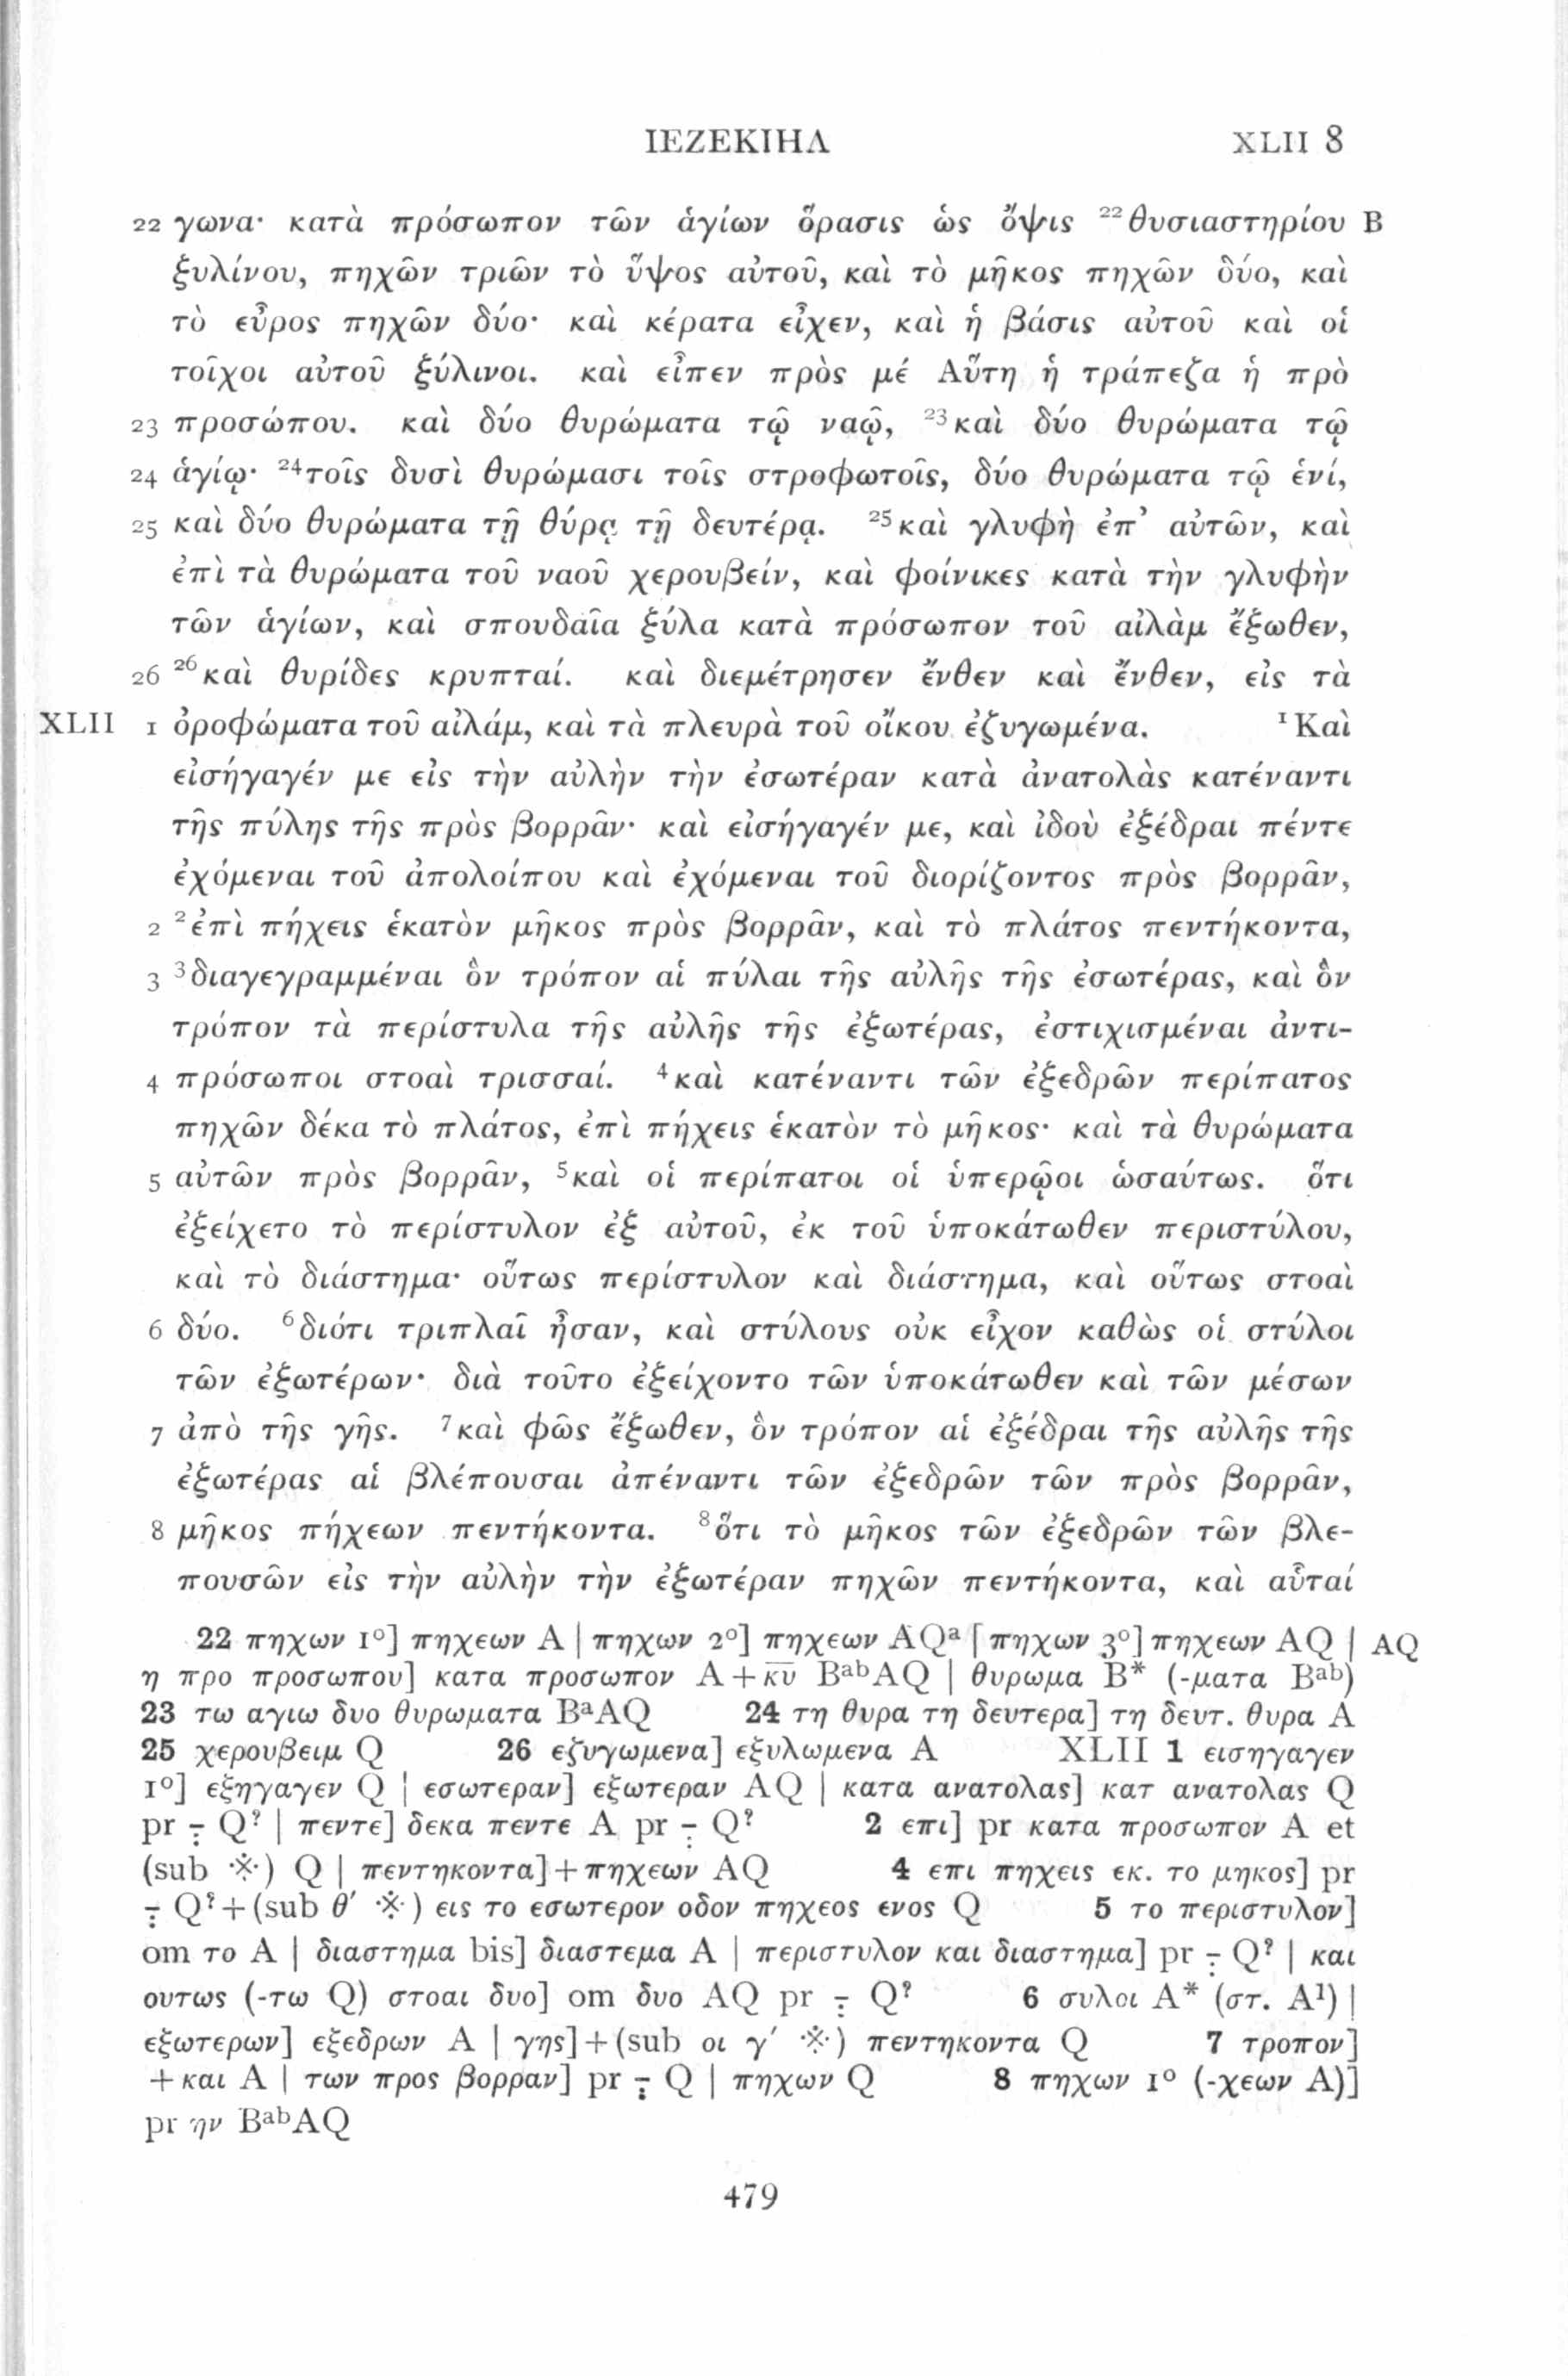 ΙΕΖΕΚΙΗΛ XLII 8
22 γωνα· κατὰ πρόσωπον τῶν ἁγίων ὅρασις ὡς ὄψις ²²θυσιαστηρίου B
ξυλίνου, πηχῶν τριῶν τὸ ὕψος αὐτοῦ, καὶ τὸ μῆκος πηχῶν δύο, καὶ
τὸ εὖρος πηχῶν δύο· καὶ κέρατα εἶχεν, καὶ ἡ βάσις αὐτοῦ καὶ οἱ
τοῖχοι αὐτοῦ ξύλινοι. καὶ εἶπεν πρὸς μέ Αὕτη ἡ τράπεζα ἡ πρὸ
23 προσώπου. καὶ δύο θυρώματα τῷ ναῷ, ²³καὶ δύο θυρώματα τῷ
24 ἁγίῳ· ²⁴τοῖς δυσὶ θυρώμασι τοῖς στροφωτοῖς, δύο θυρώματα τῷ ἑνί,
25 καὶ δύο θυρώματα τῇ θύρᾳ τῇ δευτέρᾳ. ²⁵καὶ γλυφὴ ἐπ’ αὐτῶν, καὶ
ἐπὶ τὰ θυρώματα τοῦ ναοῦ χερουβείν, καὶ φοίνικες κατὰ τὴν γλυφὴν
τῶν ἁγίων, καὶ σπουδαῖα ξύλα κατὰ πρόσωπον τοῦ αἰλὰμ ἔξωθεν,
26 ²⁶καὶ θυρίδες κρυπταί. καὶ διεμέτρησεν ἔνθεν καὶ ἔνθεν, εἰς τὰ
XLII 1 ὀροφώματα τοῦ αἰλάμ, καὶ τὰ πλευρὰ τοῦ οἴκου ἐζυγωμένα. ¹Καὶ
εἰσήγαγέν με εἰς τὴν αὐλὴν τὴν ἐσωτέραν κατὰ ἀνατολὰς κατέναντι
τῆς πύλης τῆς πρὸς βορρᾶν· καὶ εἰσήγαγέν με, καὶ ἰδοὺ ἐξέδραι πέντε
ἐχόμεναι τοῦ ἀπολοίπου καὶ ἐχόμεναι τοῦ διορίζοντος πρὸς βορρᾶν,
2 ²ἐπὶ πήχεις ἑκατὸν μῆκος πρὸς βορρᾶν, καὶ τὸ πλάτος πεντήκοντα,
3 ³διαγεγραμμέναι ὃν τρόπον αἱ πύλαι τῆς αὐλῆς τῆς ἐσωτέρας, καὶ ὃν
τρόπον τὰ περίστυλα τῆς αὐλῆς τῆς ἐξωτέρας, ἐστιχισμέναι ἀντι-
4 πρόσωποι στοαὶ τρισσαί. ⁴καὶ κατέναντι τῶν ἐξεδρῶν περίπατος
πηχῶν δέκα τὸ πλάτος, ἐπὶ πήχεις ἑκατὸν τὸ μῆκος· καὶ τὰ θυρώματα
5 αὐτῶν πρὸς βορρᾶν, ⁵καὶ οἱ περίπατοι οἱ ὑπερῷοι ὡσαύτως. ὅτι
ἐξείχετο τὸ περίστυλον ἐξ αὐτοῦ, ἐκ τοῦ ὑποκάτωθεν περιστύλου,
καὶ τὸ διάστημα· οὕτως περίστυλον καὶ διάστημα, καὶ οὕτως στοαὶ
6 δύο. ⁶διότι τριπλαῖ ἦσαν, καὶ στύλους οὐκ εἶχον καθὼς οἱ στύλοι
τῶν ἐξωτέρων· διὰ τοῦτο ἐξείχοντο τῶν ὑποκάτωθεν καὶ τῶν μέσων
7 ἀπὸ τῆς γῆς. ⁷καὶ φῶς ἔξωθεν, ὃν τρόπον αἱ ἐξέδραι τῆς αὐλῆς τῆς
ἐξωτέρας αἱ βλέπουσαι ἀπέναντι τῶν ἐξεδρῶν τῶν πρὸς βορρᾶν,
8 μῆκος πήχεων πεντήκοντα. ⁸ὅτι τὸ μῆκος τῶν ἐξεδρῶν τῶν βλε-
πουσῶν εἰς τὴν αὐλὴν τὴν ἐξωτέραν πηχῶν πεντήκοντα, καὶ αὗταί
22 πηχων 1°] πηχεων A | πηχων 2°] πηχεων AQᵃ | πηχων 3°] πηχεων AQ | AQ
η προ προσωπου] κατα προσωπον A + κ̅υ̅ BᵃᵇAQ | θυρωμα B* (-ματα Bᵃᵇ)
23 τω αγιω δυο θυρωματα BᵃAQ 24 τη θυρα τη δευτερα] τη δευτ. θυρα A
25 χερουβειμ Q 26 εζυγωμενα] εξυλωμενα A XLII 1 εισηγαγεν
1°] εξηγαγεν Q | εσωτεραν] εξωτεραν AQ | κατα ανατολας] κατ ανατολας Q
pr ÷ Q? | πεντε] δεκα πεντε A pr ÷ Q? 2 επι] pr κατα προσωπον A et
(sub ※) Q | πεντηκοντα] + πηχεων AQ 4 επι πηχεις εκ. το μηκος] pr
÷ Q? + (sub θ′ ※) εις το εσωτερον οδον πηχεος ενος Q 5 το περιστυλον]
om το A | διαστημα bis] διαστεμα A | περιστυλον και διαστημα] pr ÷ Q? | και
ουτως (-τω Q) στοαι δυο] om δυο AQ pr ÷ Q? 6 συλοι A* (στ. A¹) |
εξωτερων] εξεδρων A | γης] + (sub οι γ′ ※) πεντηκοντα Q 7 τροπον]
+ και A | των προς βορραν] pr ÷ Q | πηχων Q 8 πηχων 1° (-χεων A)]
pr ην BᵃᵇAQ
479